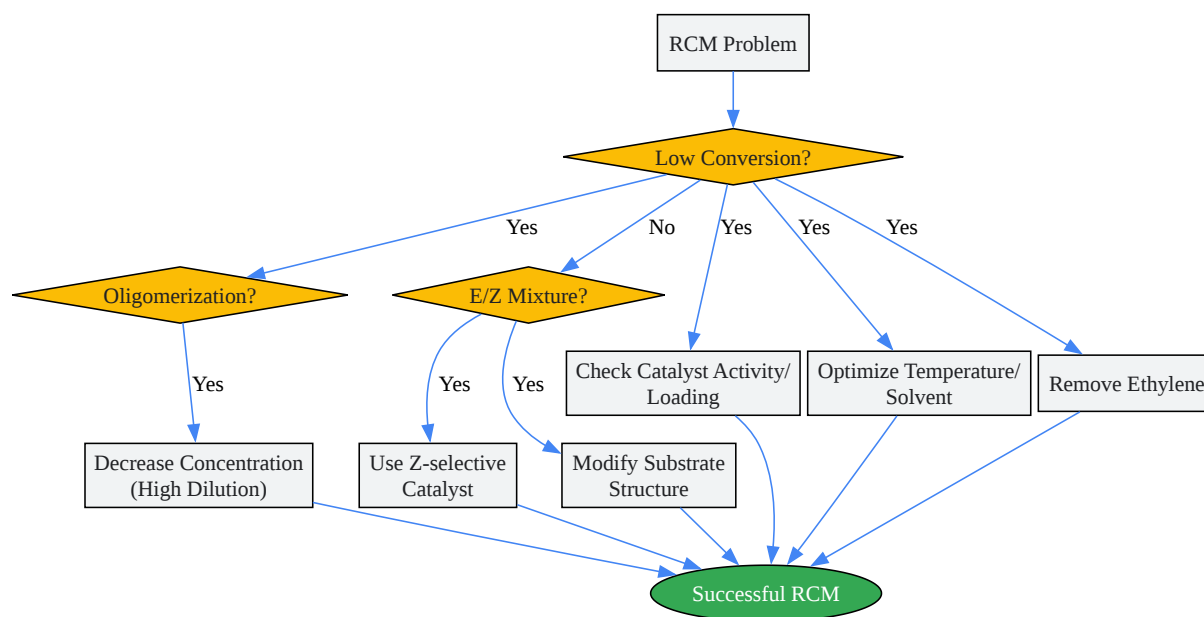 RCM Problem
Low Conversion?
Yes
No
Yes
Yes
Yes
Oligomerization?
E/Z Mixture?
Check Catalyst Activity/
Loading
Optimize Temperature/
Solvent
Remove Ethylene
Yes
Yes
Yes
Decrease Concentration
(High Dilution)
Use Z-selective
Catalyst
Modify Substrate
Structure
Successful RCM